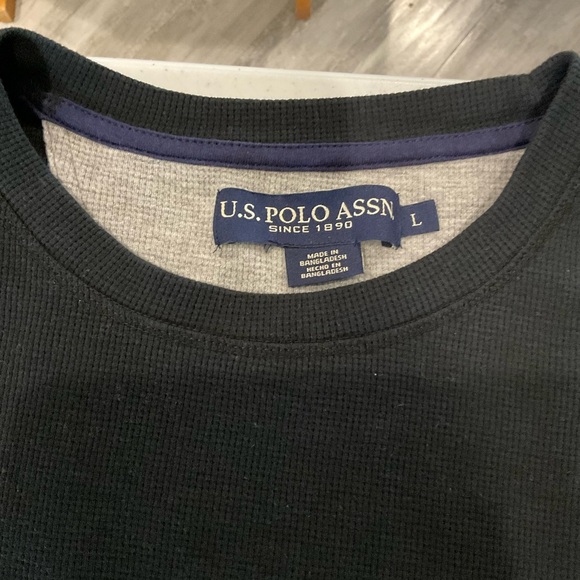 U.S. POLO ASSN.
SINCE 1890
L
MADE IN
BANGLADESH
HECHO EN
BANGLADESH